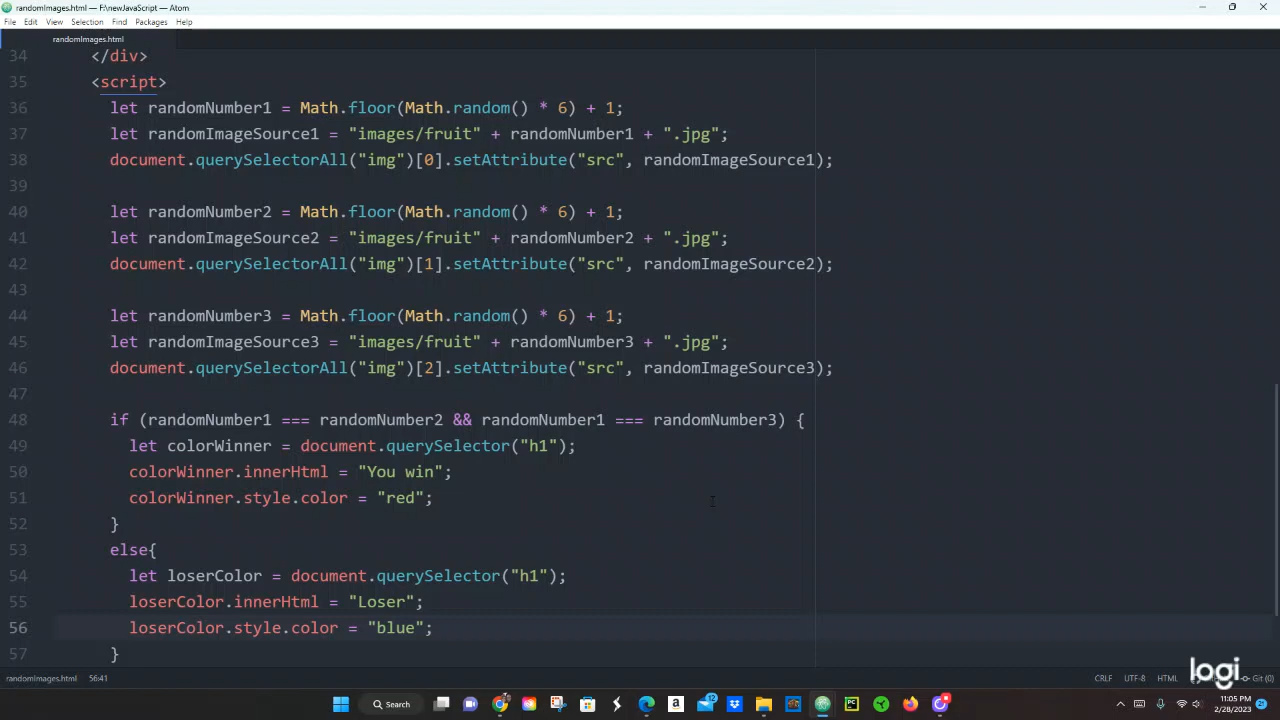 randomImages.html — F:\newJavaScript — Atom
File Edit View Selection Find Packages Help
randomImages.html
34 </div>
35 <script>
36 let randomNumber1 = Math.floor(Math.random() * 6) + 1;
37 let randomImageSource1 = "images/fruit" + randomNumber1 + ".jpg";
38 document.querySelectorAll("img")[0].setAttribute("src", randomImageSource1);
39
40 let randomNumber2 = Math.floor(Math.random() * 6) + 1;
41 let randomImageSource2 = "images/fruit" + randomNumber2 + ".jpg";
42 document.querySelectorAll("img")[1].setAttribute("src", randomImageSource2);
43
44 let randomNumber3 = Math.floor(Math.random() * 6) + 1;
45 let randomImageSource3 = "images/fruit" + randomNumber3 + ".jpg";
46 document.querySelectorAll("img")[2].setAttribute("src", randomImageSource3);
47
48 if (randomNumber1 === randomNumber2 && randomNumber1 === randomNumber3) {
49 let colorWinner = document.querySelector("h1");
50 colorWinner.innerHtml = "You win";
51 colorWinner.style.color = "red";
52 }
53 else{
54 let loserColor = document.querySelector("h1");
55 loserColor.innerHtml = "Loser";
56 loserColor.style.color = "blue";
57 }
randomImages.html 56:41 CRLF UTF-8 HTML Git (0)
logi
Search 12 PC 11:05 PM
2/28/2023